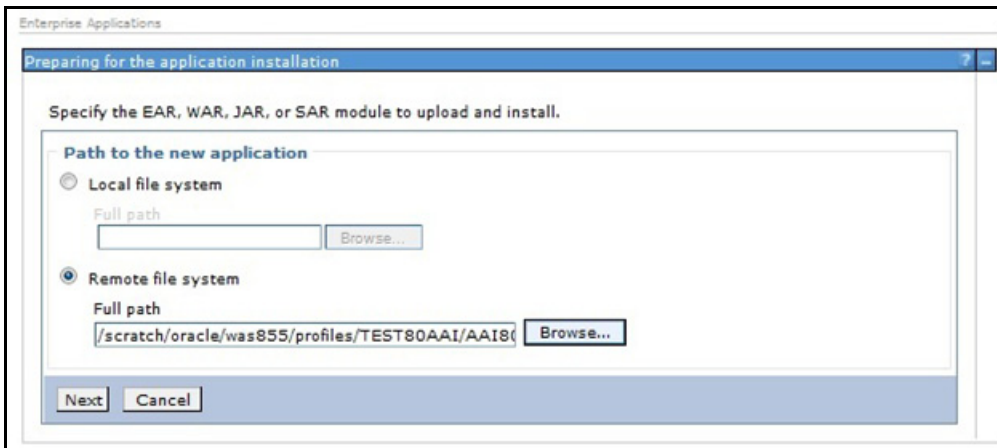 Enterprise Applications
Preparing for the application installation ? –
Specify the EAR, WAR, JAR, or SAR module to upload and install.
Path to the new application
Local file system
Full path
Browse...
Remote file system
Full path
/scratch/oracle/was855/profiles/TEST80AAI/AAI80 Browse...
Next Cancel